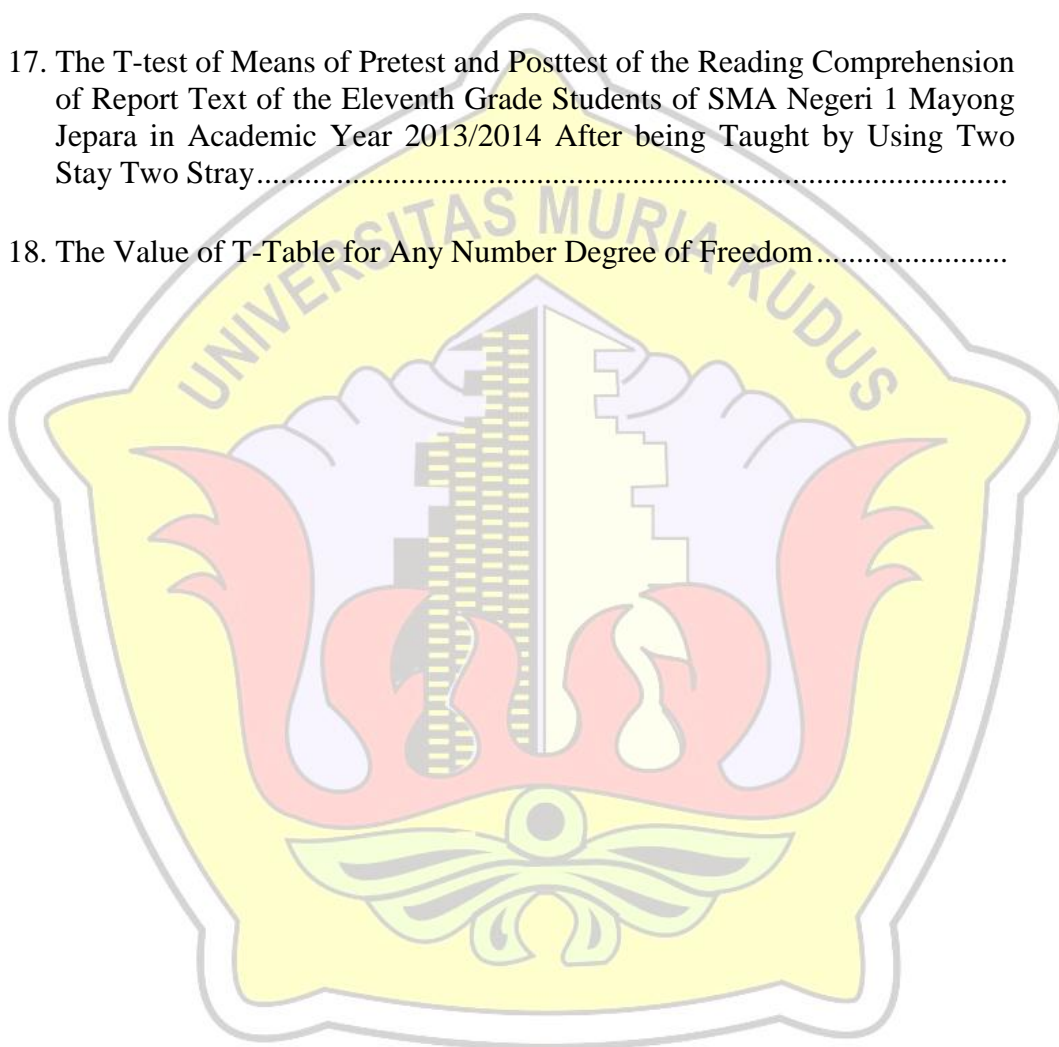 17. The T-test of Means of Pretest and Posttest of the Reading Comprehension
of Report Text of the Eleventh Grade Students of SMA Negeri 1 Mayong
Jepara in Academic Year 2013/2014 After being Taught by Using Two
Stay Two Stray..............................................................................................
18. The Value of T-Table for Any Number Degree of Freedom........................
UNIVERSITAS MURIA KUDUS